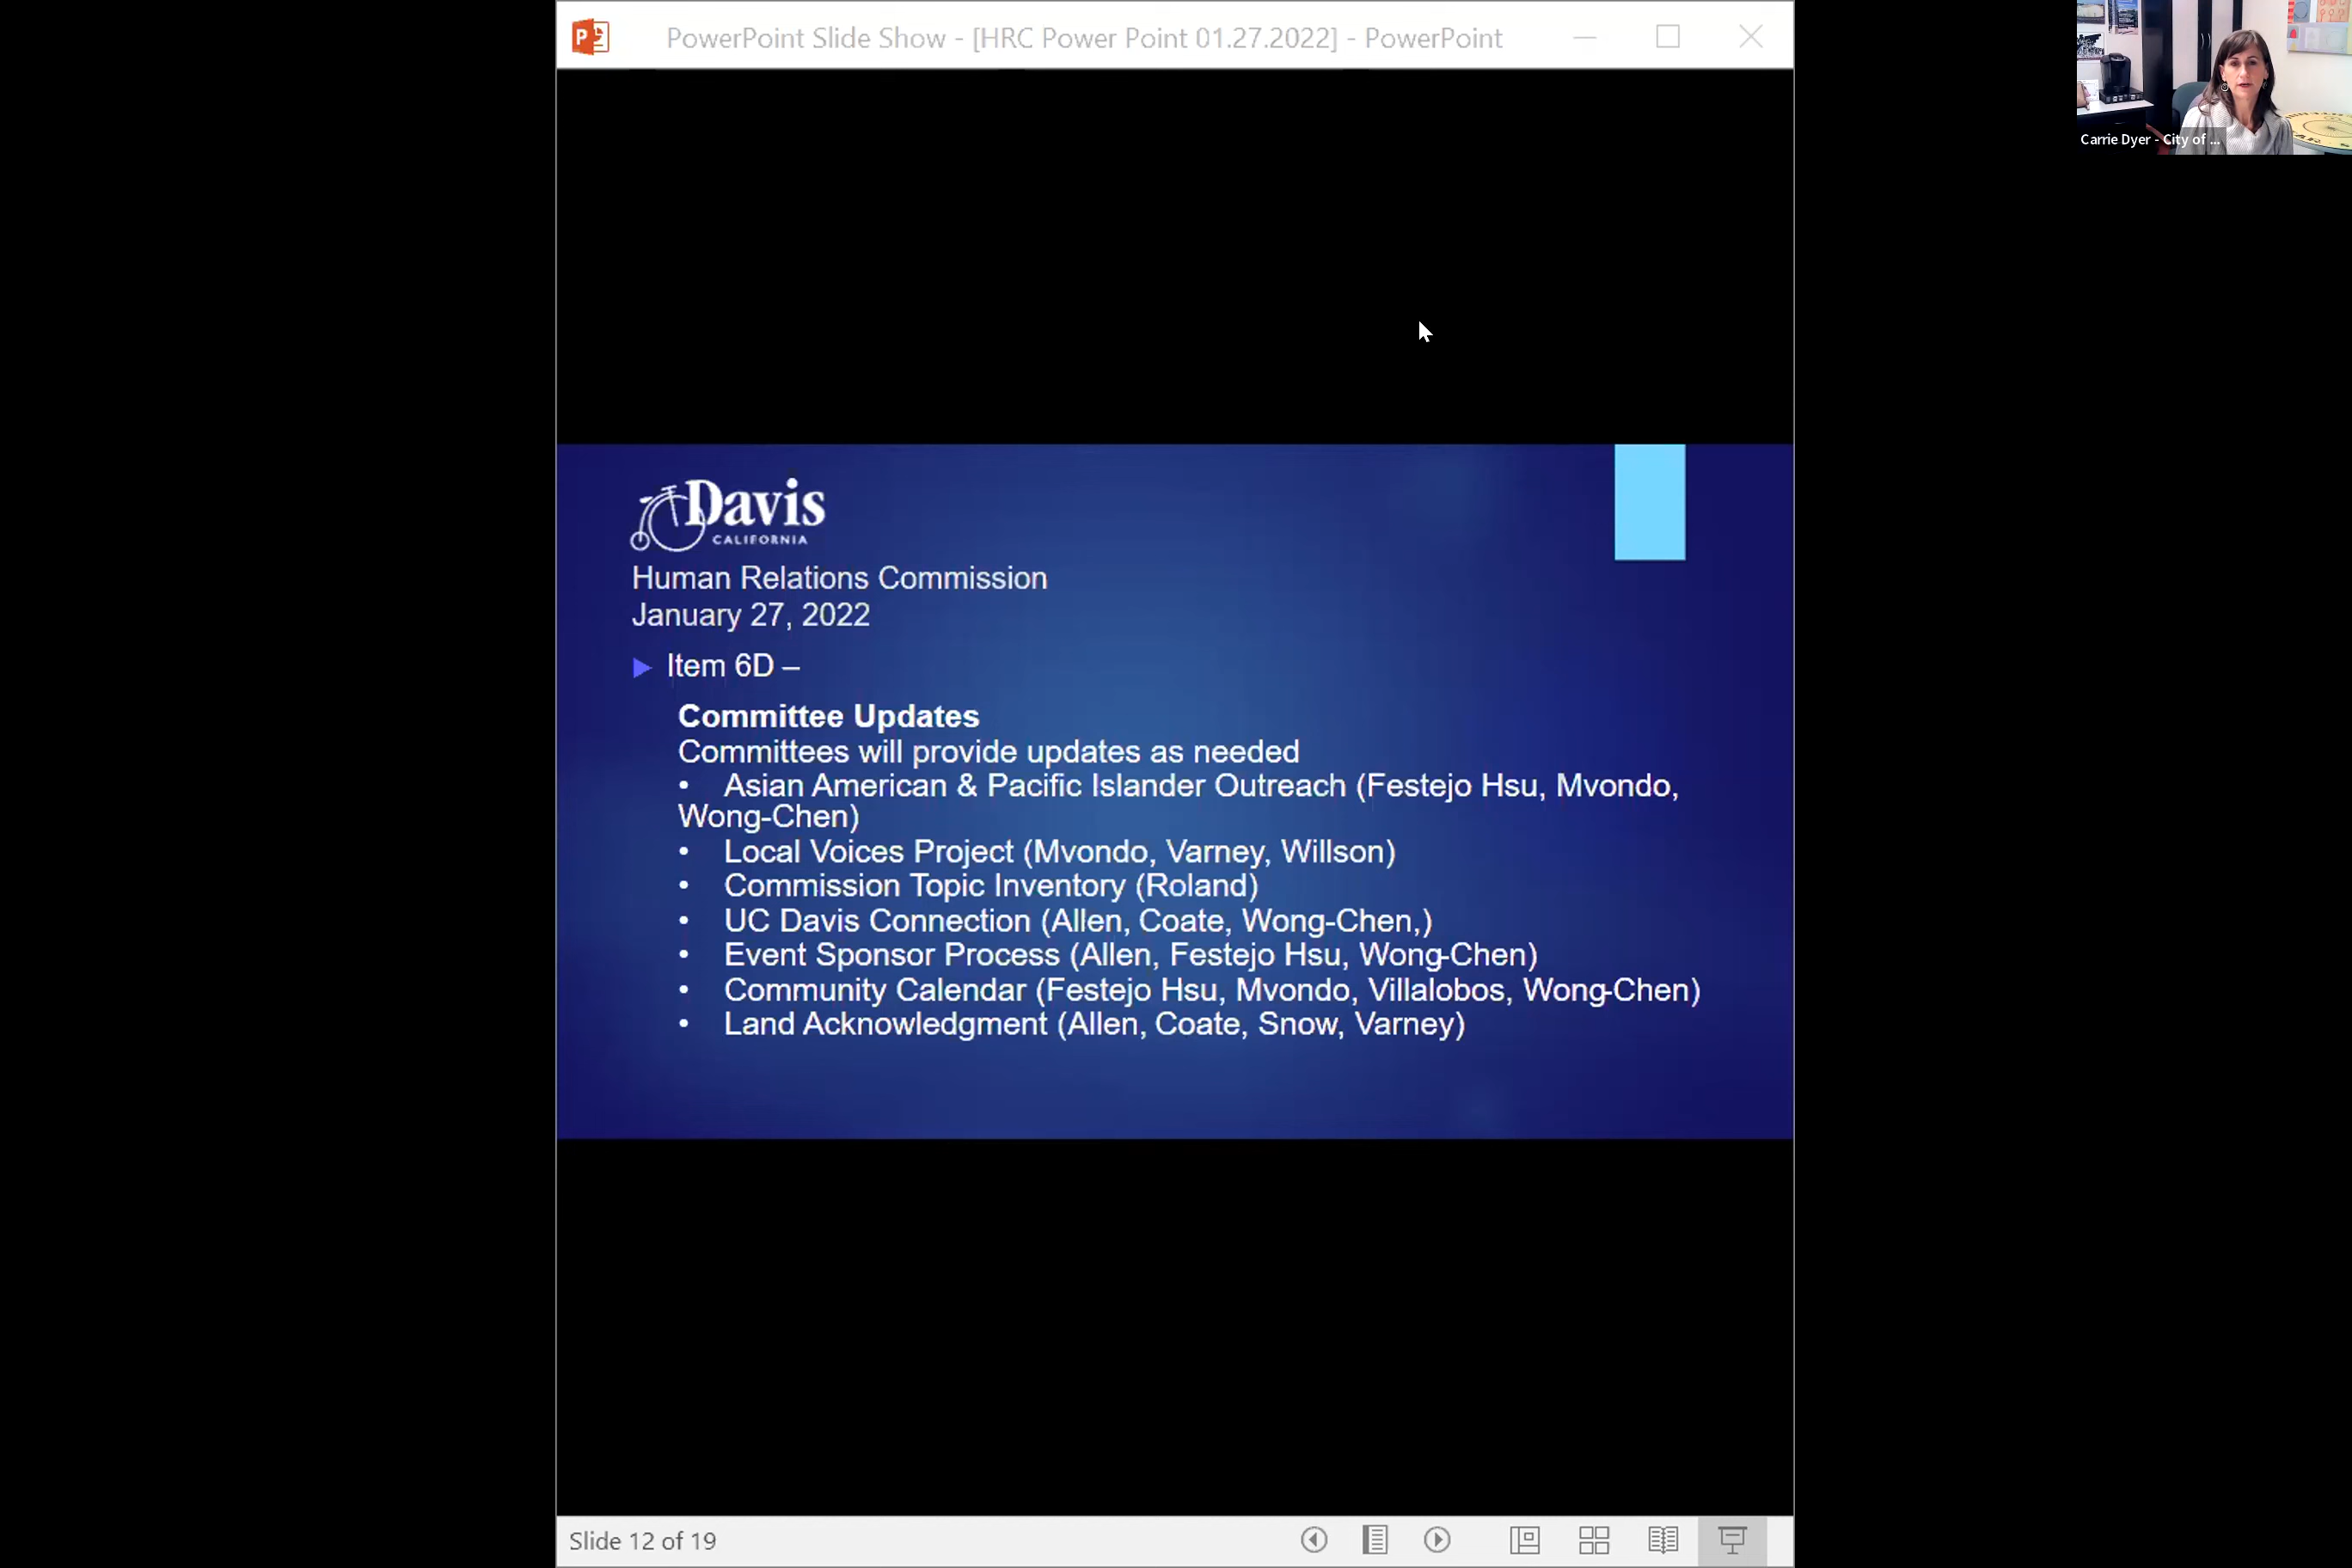 PowerPoint Slide Show - [HRC Power Point 01.27.2022] - PowerPoint
Carrie Dyer - City of ...
Davis
CALIFORNIA
Human Relations Commission
January 27, 2022
Item 6D –
Committee Updates
Committees will provide updates as needed
• Asian American & Pacific Islander Outreach (Festejo Hsu, Mvondo,
Wong-Chen)
• Local Voices Project (Mvondo, Varney, Willson)
• Commission Topic Inventory (Roland)
• UC Davis Connection (Allen, Coate, Wong-Chen,)
• Event Sponsor Process (Allen, Festejo Hsu, Wong-Chen)
• Community Calendar (Festejo Hsu, Mvondo, Villalobos, Wong-Chen)
• Land Acknowledgment (Allen, Coate, Snow, Varney)
Slide 12 of 19